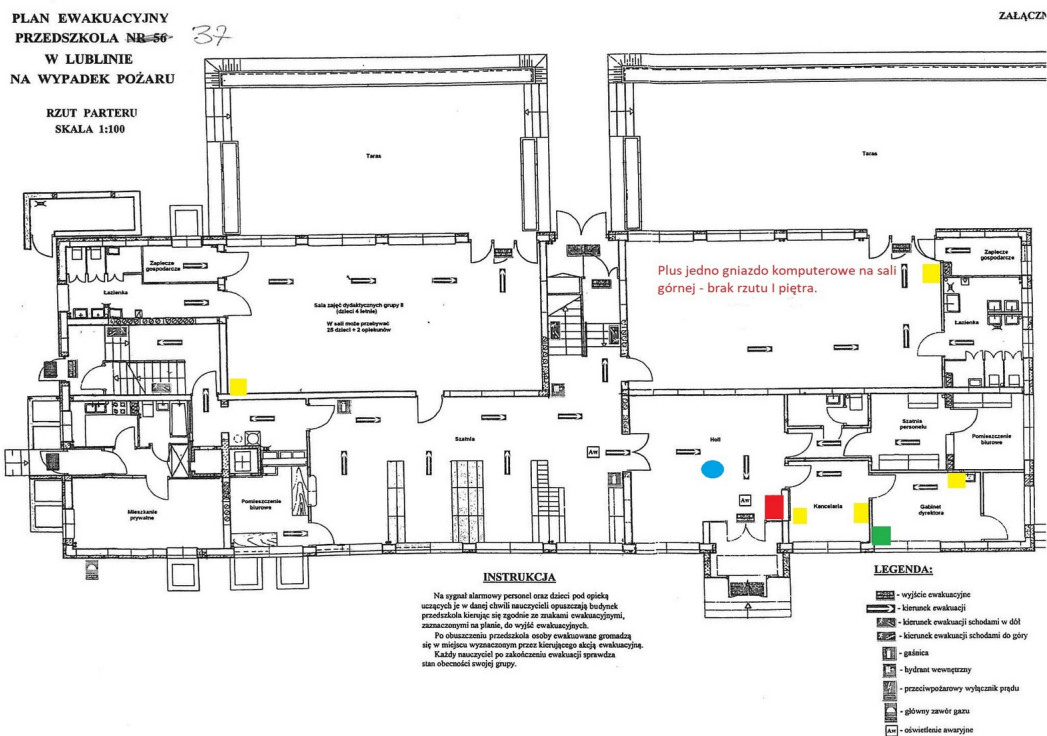 PLAN EWAKUACYJNY
PRZEDSZKOLA NR 56 37
W LUBLINIE
NA WYPADEK POŻARU
RZUT PARTERU
SKALA 1:100
ZAŁĄCZN
Taras
Taras
Zaplecze
gospodarcze
Łazienka
Sala zajęć dydaktycznych grupy II
(dzieci 4 letnie)
W sali może przebywać
25 dzieci + 2 opiekunów
Plus jedno gniazdo komputerowe na sali
górnej - brak rzutu I piętra.
Zaplecze
gospodarcze
Łazienka
Szatnia
Aw
Holl
Aw
Szatnia
personelu
Pomieszczenie
biurowe
Mieszkanie
prywatne
Pomieszczenie
biurowe
Kancelaria
Gabinet
dyrektora
INSTRUKCJA
Na sygnał alarmowy personel oraz dzieci pod opieką
uczących je w danej chwili nauczycieli opuszczają budynek
przedszkola kierując się zgodnie ze znakami ewakuacyjnymi,
zaznaczonymi na planie, do wyjść ewakuacyjnych.
Po obuszczeniu przedszkola osoby ewakuowane gromadzą
się w miejscu wyznaczonym przez kierującego akcją ewakuacyjną.
Każdy nauczyciel po zakończeniu ewakuacji sprawdza
stan obecności swojej grupy.
LEGENDA:
- wyjście ewakuacyjne
- kierunek ewakuacji
- kierunek ewakuacji schodami w dół
- kierunek ewakuacji schodami do góry
- gaśnica
- hydrant wewnętrzny
- przeciwpożarowy wyłącznik prądu
- główny zawór gazu
Aw - oświetlenie awaryjne